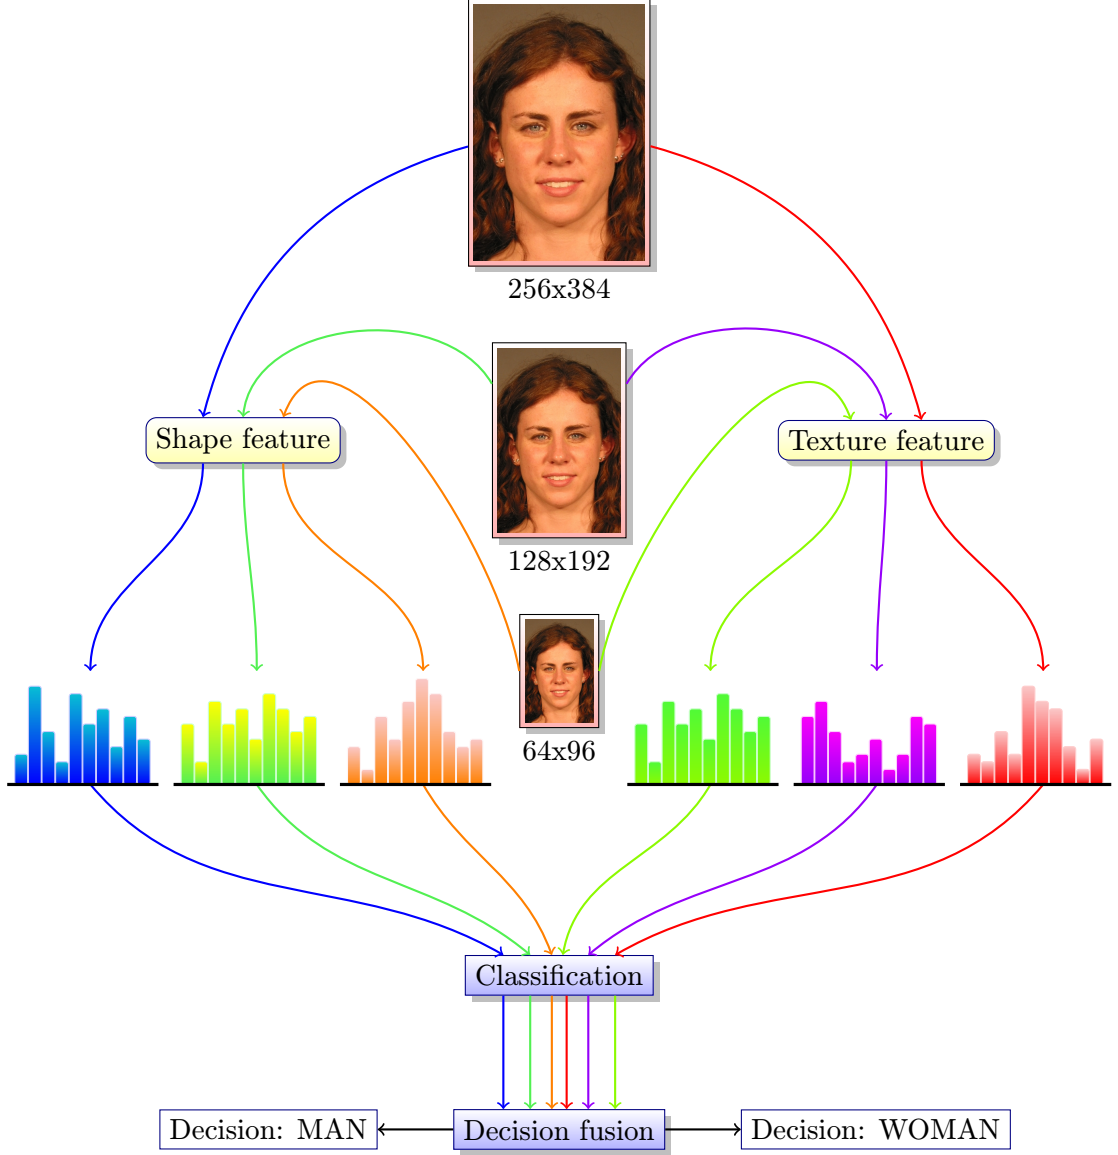 256x384
Shape feature
Texture feature
128x192
64x96
Classification
Decision: MAN
Decision fusion
Decision: WOMAN